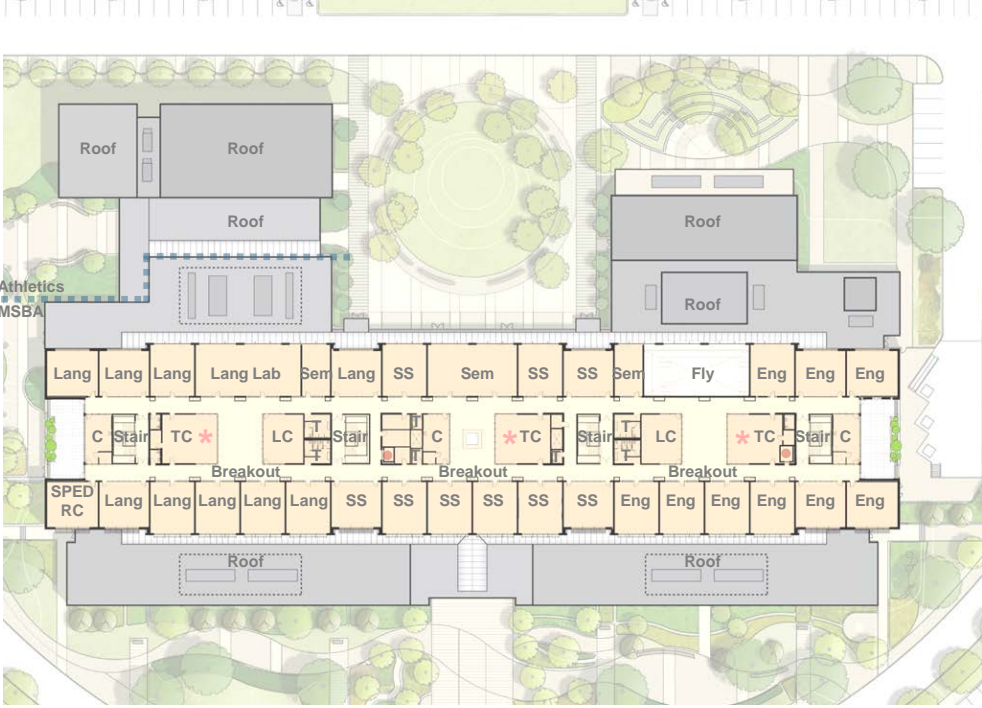 Roof
Roof
Roof
Roof
Roof
Athletics
MSBA
Lang
Lang
Lang
Lang Lab
Sem
Lang
SS
Sem
SS
SS
Sem
Fly
Eng
Eng
Eng
C
Stair
TC *
LC
T
T
Stair
C
* TC
Stair
T
T
LC
* TC
Stair
C
Breakout
Breakout
Breakout
SPED
RC
Lang
Lang
Lang
Lang
Lang
SS
SS
SS
SS
SS
SS
Eng
Eng
Eng
Eng
Eng
Eng
Roof
Roof